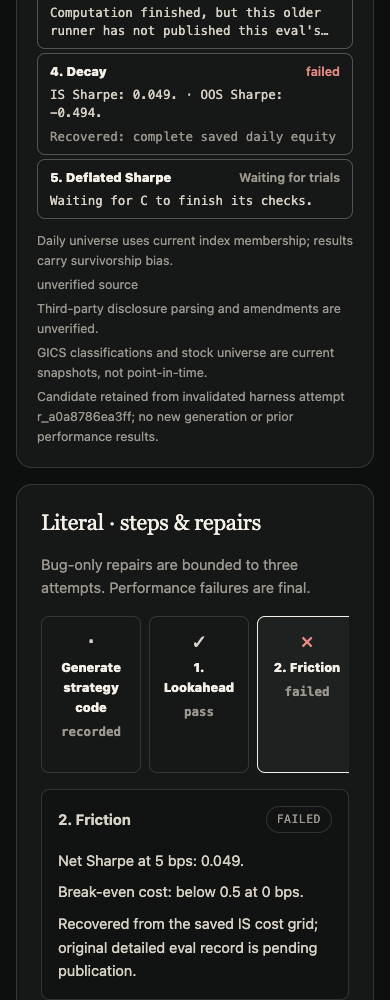 Computation finished, but this older
runner has not published this eval's…
4. Decay failed
IS Sharpe: 0.049. · OOS Sharpe:
−0.494.
Recovered: complete saved daily equity
5. Deflated Sharpe Waiting for trials
Waiting for C to finish its checks.
Daily universe uses current index membership; results
carry survivorship bias.
unverified source
Third-party disclosure parsing and amendments are
unverified.
GICS classifications and stock universe are current
snapshots, not point-in-time.
Candidate retained from invalidated harness attempt
r_a0a8786ea3ff; no new generation or prior
performance results.
Literal · steps & repairs
Bug-only repairs are bounded to three
attempts. Performance failures are final.
·
Generate
strategy
code
recorded
✓
1.
Lookahead
pass
✕
2. Friction
failed
2. Friction FAILED
Net Sharpe at 5 bps: 0.049.
Break-even cost: below 0.5 at 0 bps.
Recovered from the saved IS cost grid;
original detailed eval record is pending
publication.